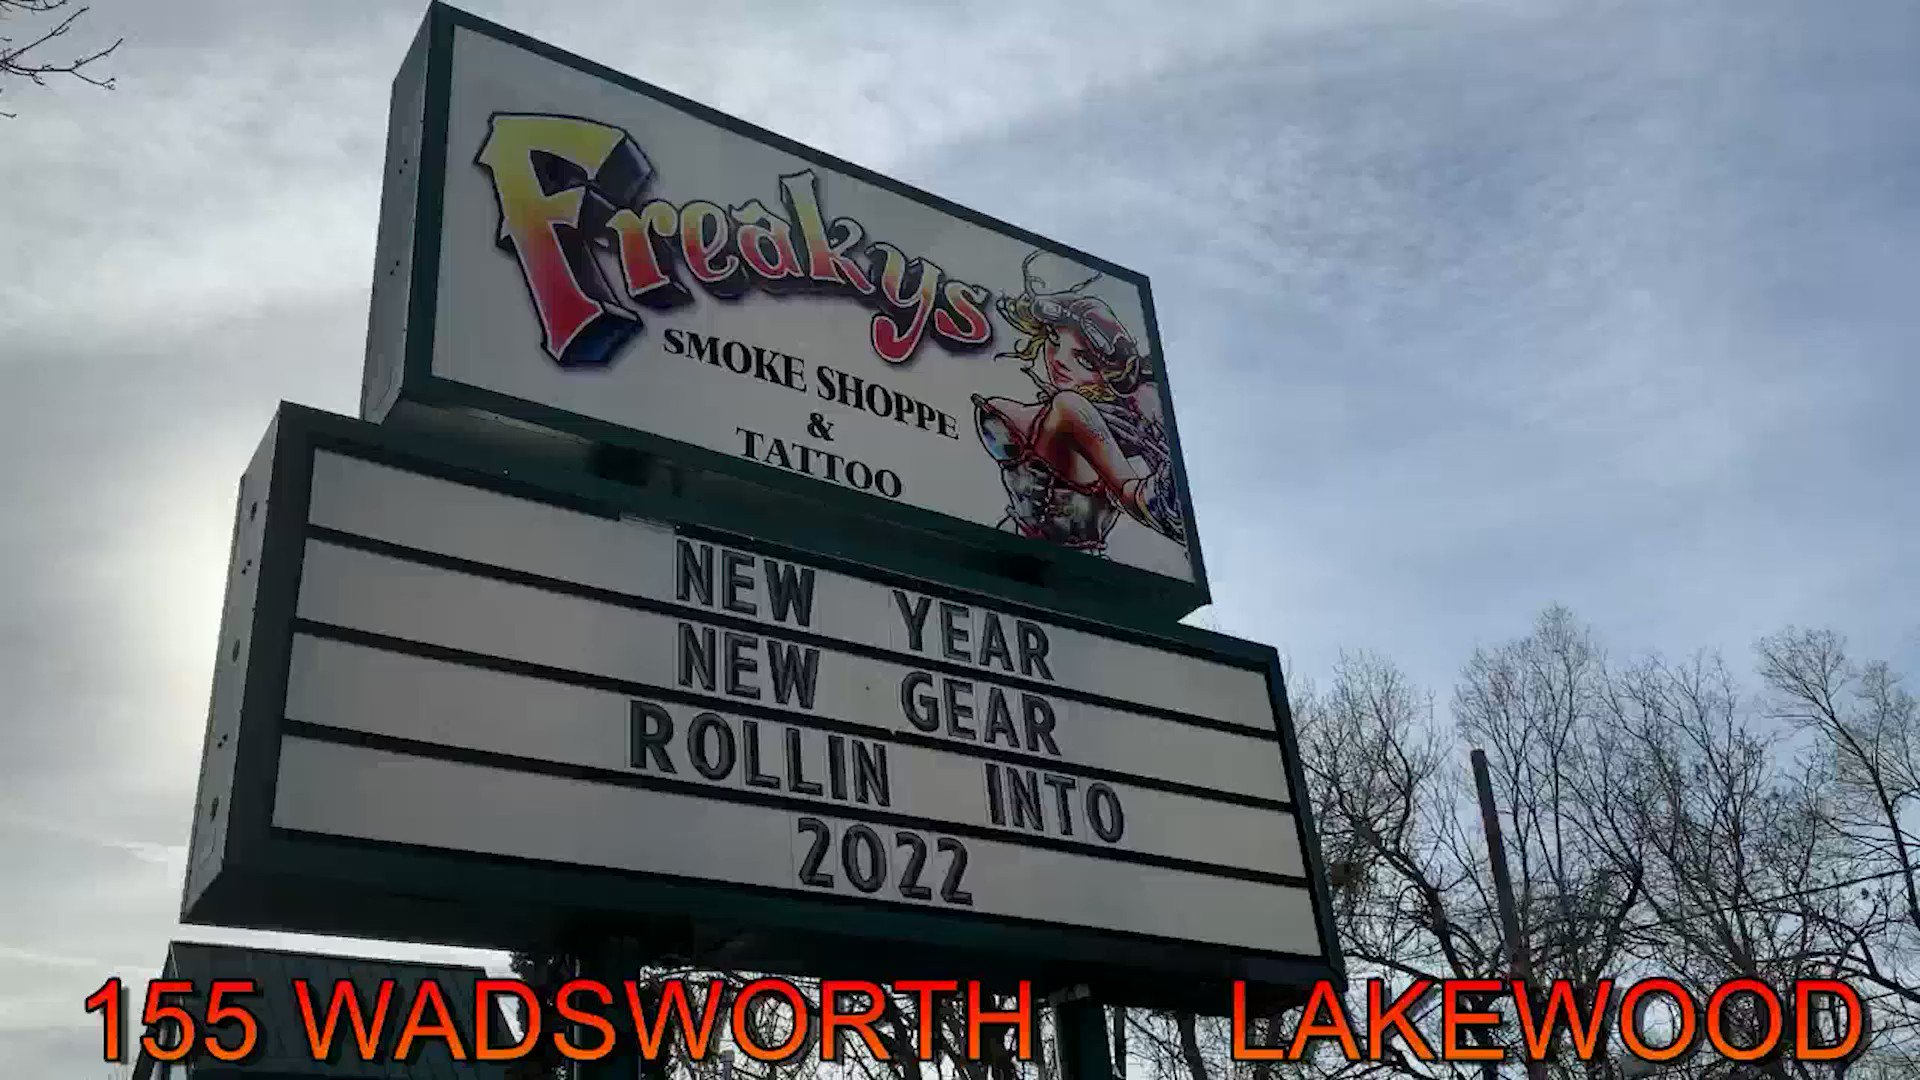 Freakys
SMOKE SHOPPE
&
TATTOO
NEW YEAR
NEW GEAR
ROLLIN INTO
2022
155 WADSWORTH LAKEWOOD